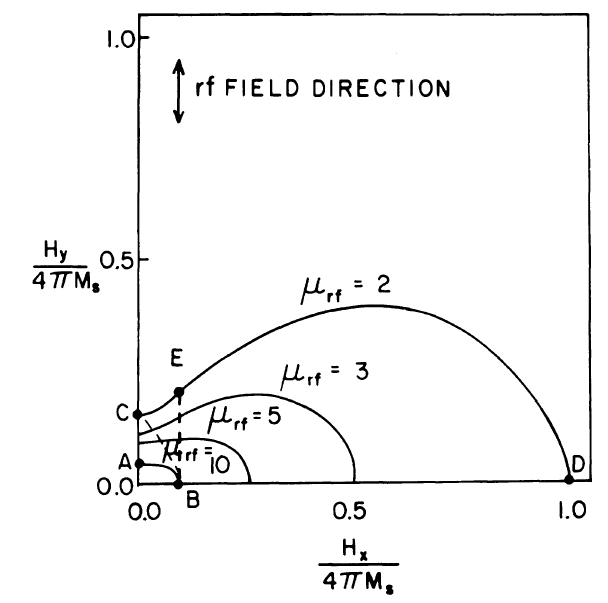 1.0
rf FIELD DIRECTION
Hy
4πMs
0.5
μrf = 2
E
μrf = 3
C
μrf = 5
A
μrf = 10
D
0.0
B
0.0
0.5
1.0
Hx
4πMs